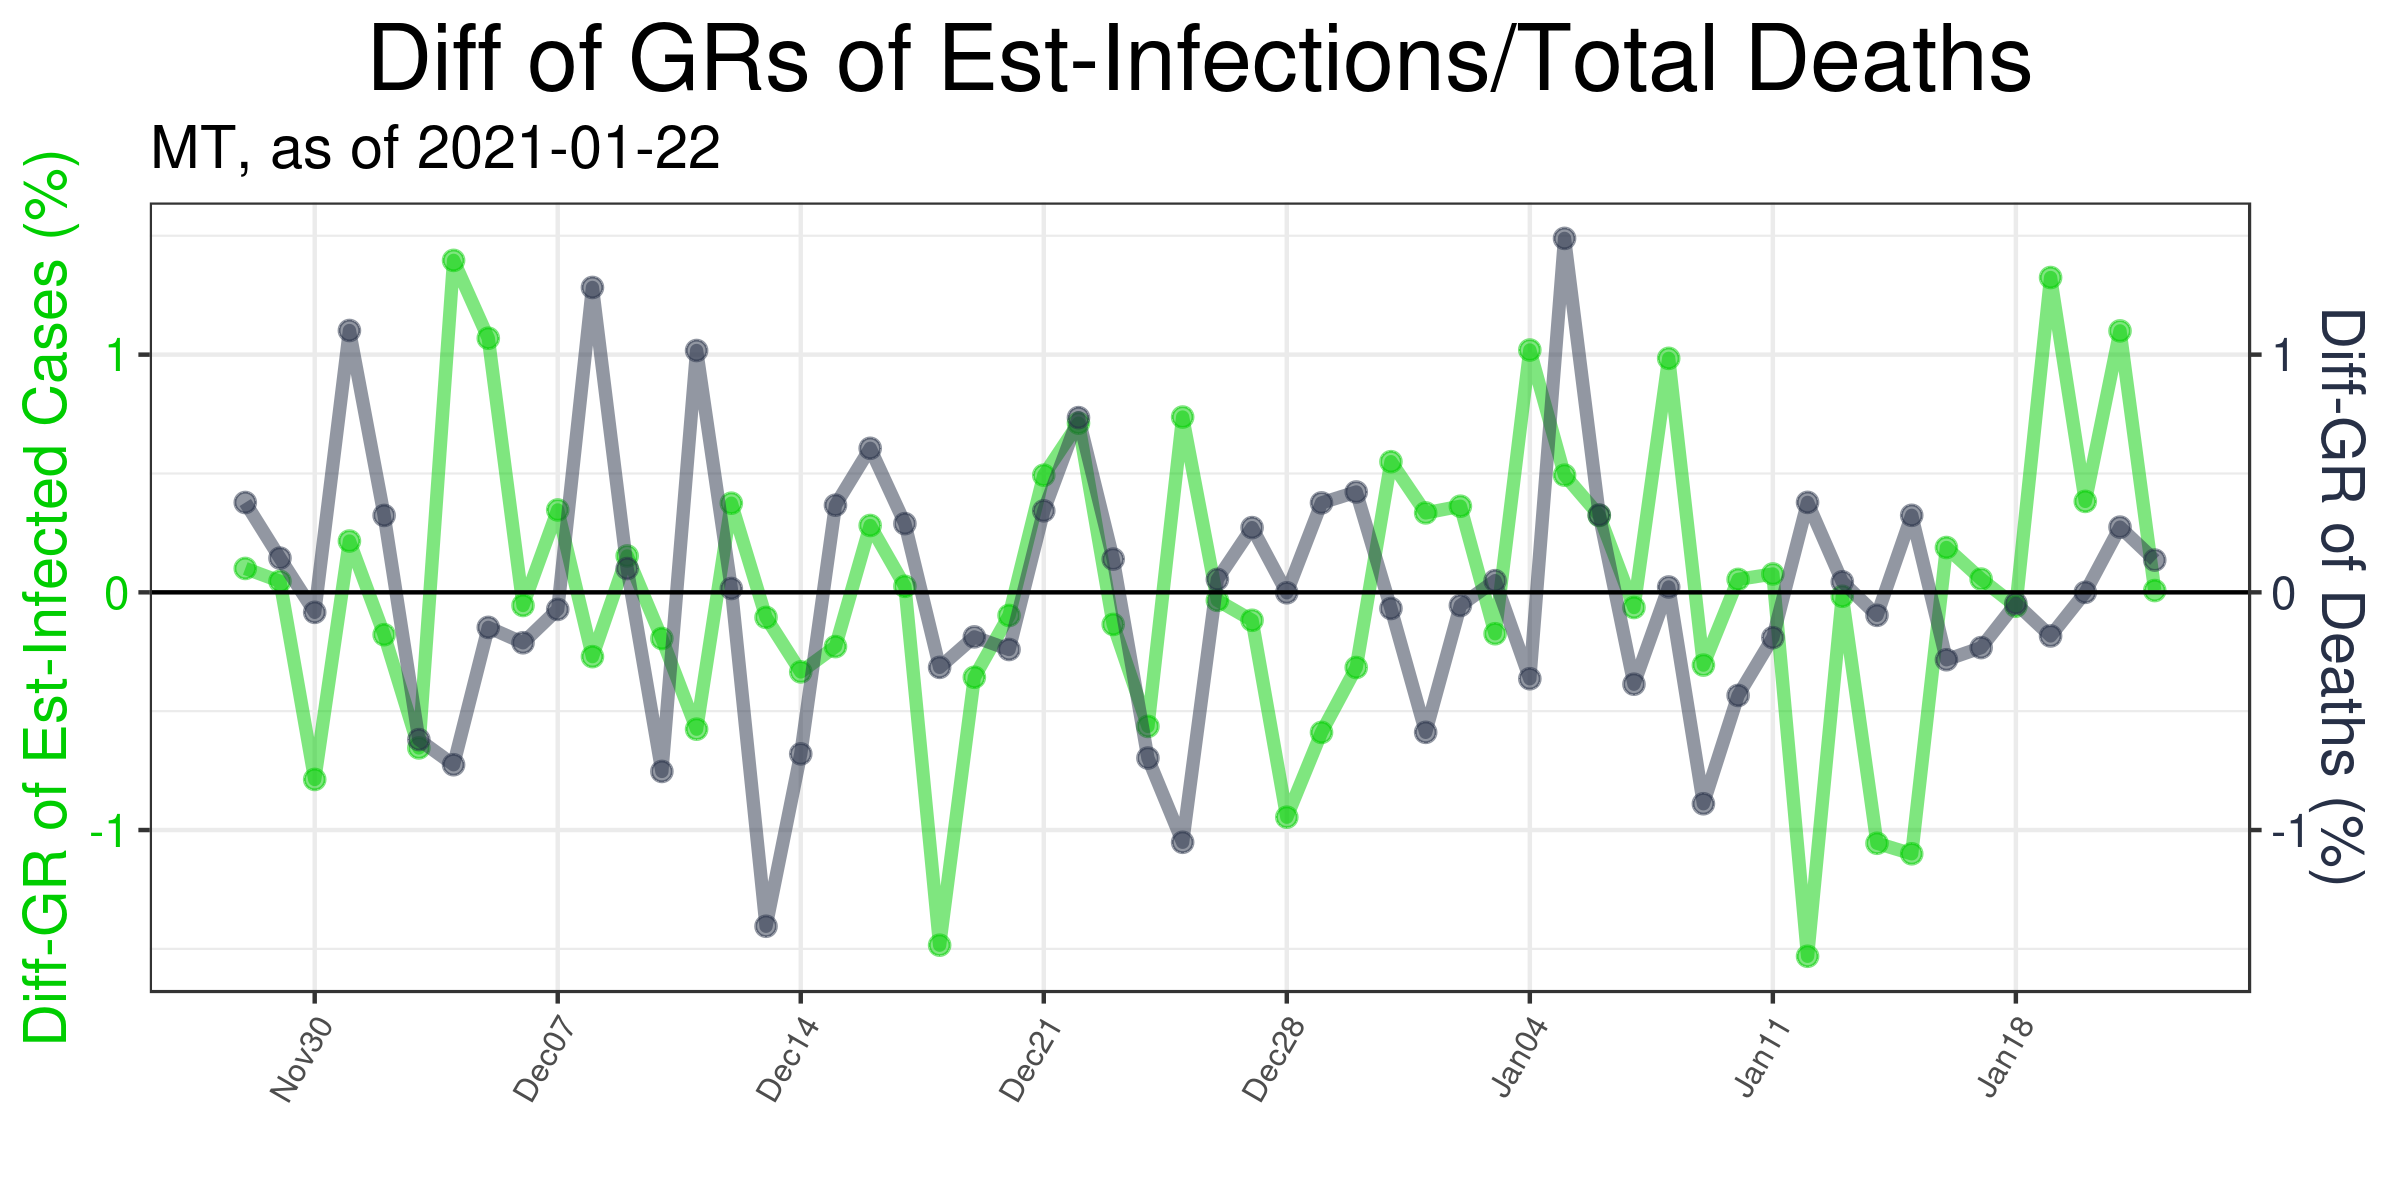 Diff of GRs of Est-Infections/Total Deaths
MT, as of 2021-01-22
Diff-GR of Est-Infected Cases (%)
1
0
-1
1
0
-1
Diff-GR of Deaths (%)
Nov30
Dec07
Dec14
Dec21
Dec28
Jan04
Jan11
Jan18